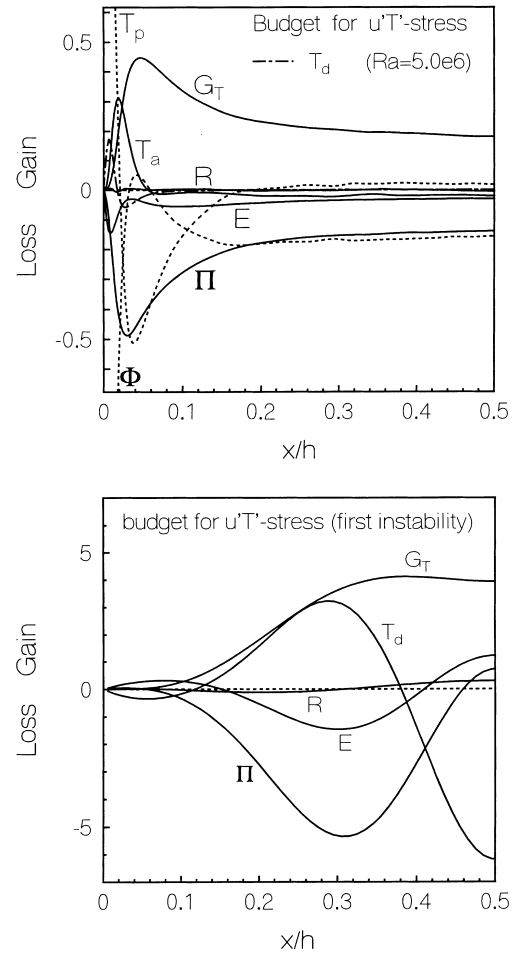 Budget for u'T'-stress
T_d (Ra=5.0e6)
T_p
G_T
T_a
R
E
Π
Φ
Loss Gain
0.5
0
-0.5
0 0.1 0.2 0.3 0.4 0.5
x/h
budget for u'T'-stress (first instability)
G_T
T_d
R
E
Π
Loss Gain
5
0
-5
0 0.1 0.2 0.3 0.4 0.5
x/h